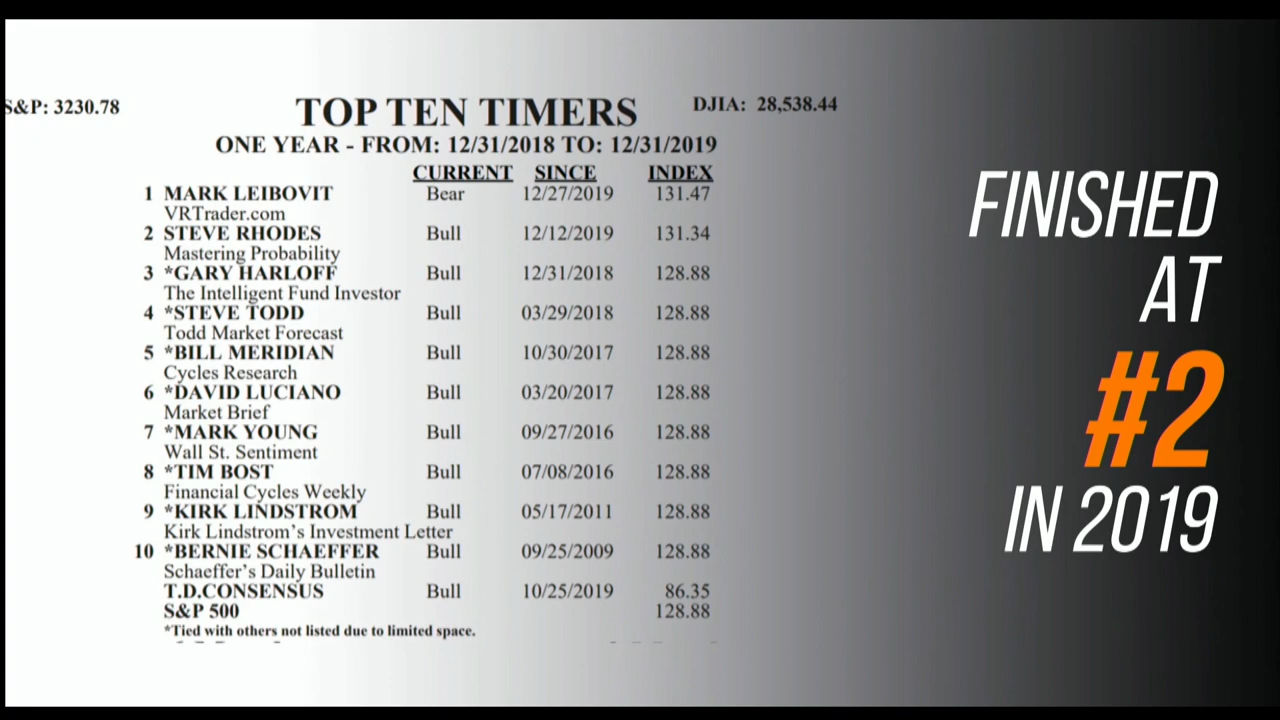 S&P: 3230.78 TOP TEN TIMERS DJIA: 28,538.44
ONE YEAR - FROM: 12/31/2018 TO: 12/31/2019
CURRENT SINCE INDEX
1 MARK LEIBOVIT Bear 12/27/2019 131.47
VRTrader.com
2 STEVE RHODES Bull 12/12/2019 131.34
Mastering Probability
3 *GARY HARLOFF Bull 12/31/2018 128.88
The Intelligent Fund Investor
4 *STEVE TODD Bull 03/29/2018 128.88
Todd Market Forecast
5 *BILL MERIDIAN Bull 10/30/2017 128.88
Cycles Research
6 *DAVID LUCIANO Bull 03/20/2017 128.88
Market Brief
7 *MARK YOUNG Bull 09/27/2016 128.88
Wall St. Sentiment
8 *TIM BOST Bull 07/08/2016 128.88
Financial Cycles Weekly
9 *KIRK LINDSTROM Bull 05/17/2011 128.88
Kirk Lindstrom's Investment Letter
10 *BERNIE SCHAEFFER Bull 09/25/2009 128.88
Schaeffer's Daily Bulletin
T.D.CONSENSUS Bull 10/25/2019 86.35
S&P 500 128.88
*Tied with others not listed due to limited space.
FINISHED
AT
#2
IN 2019